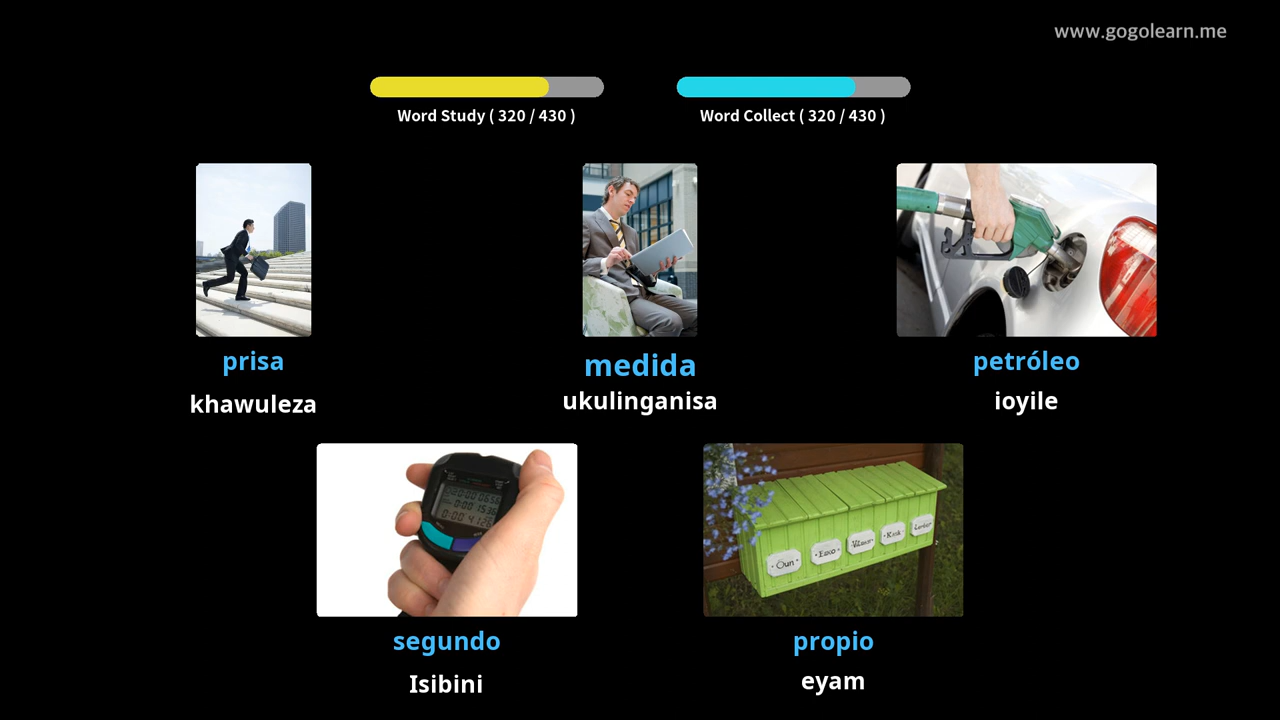 www.gogolearn.me
Word Study ( 320 / 430 )
Word Collect ( 320 / 430 )
prisa
khawuleza
medida
ukulinganisa
petróleo
ioyile
segundo
Isibini
propio
eyam